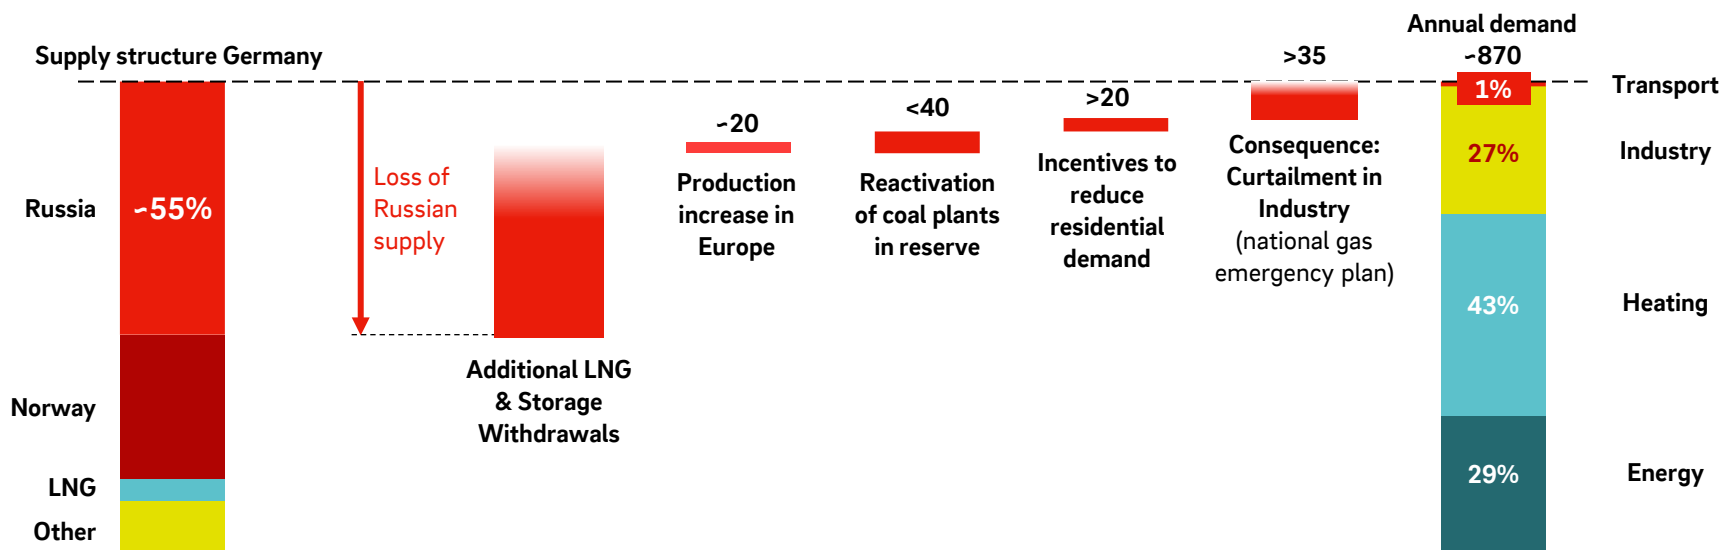 Supply structure Germany
Russia
~55%
Norway
LNG
Other
Loss of
Russian
supply
Additional LNG
& Storage
Withdrawals
~20
Production
increase in
Europe
<40
Reactivation
of coal plants
in reserve
>20
Incentives to
reduce
residential
demand
>35
Consequence:
Curtailment in
Industry
(national gas
emergency plan)
Annual demand
~870
1%
Transport
27%
Industry
43%
Heating
29%
Energy